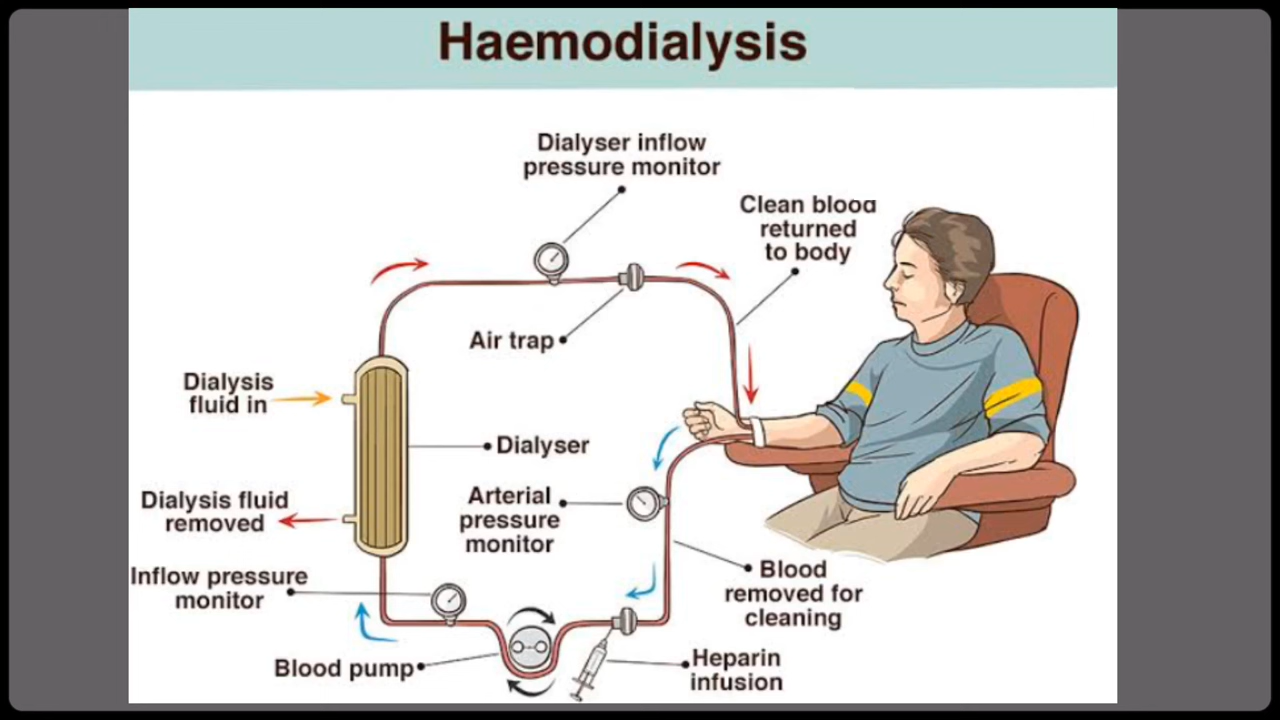 Haemodialysis
Dialyser inflow
pressure monitor
Clean blood
returned
to body
Air trap
Dialysis
fluid in
Dialyser
Dialysis fluid
removed
Arterial
pressure
monitor
Inflow pressure
monitor
Blood
removed for
cleaning
Blood pump
Heparin
infusion